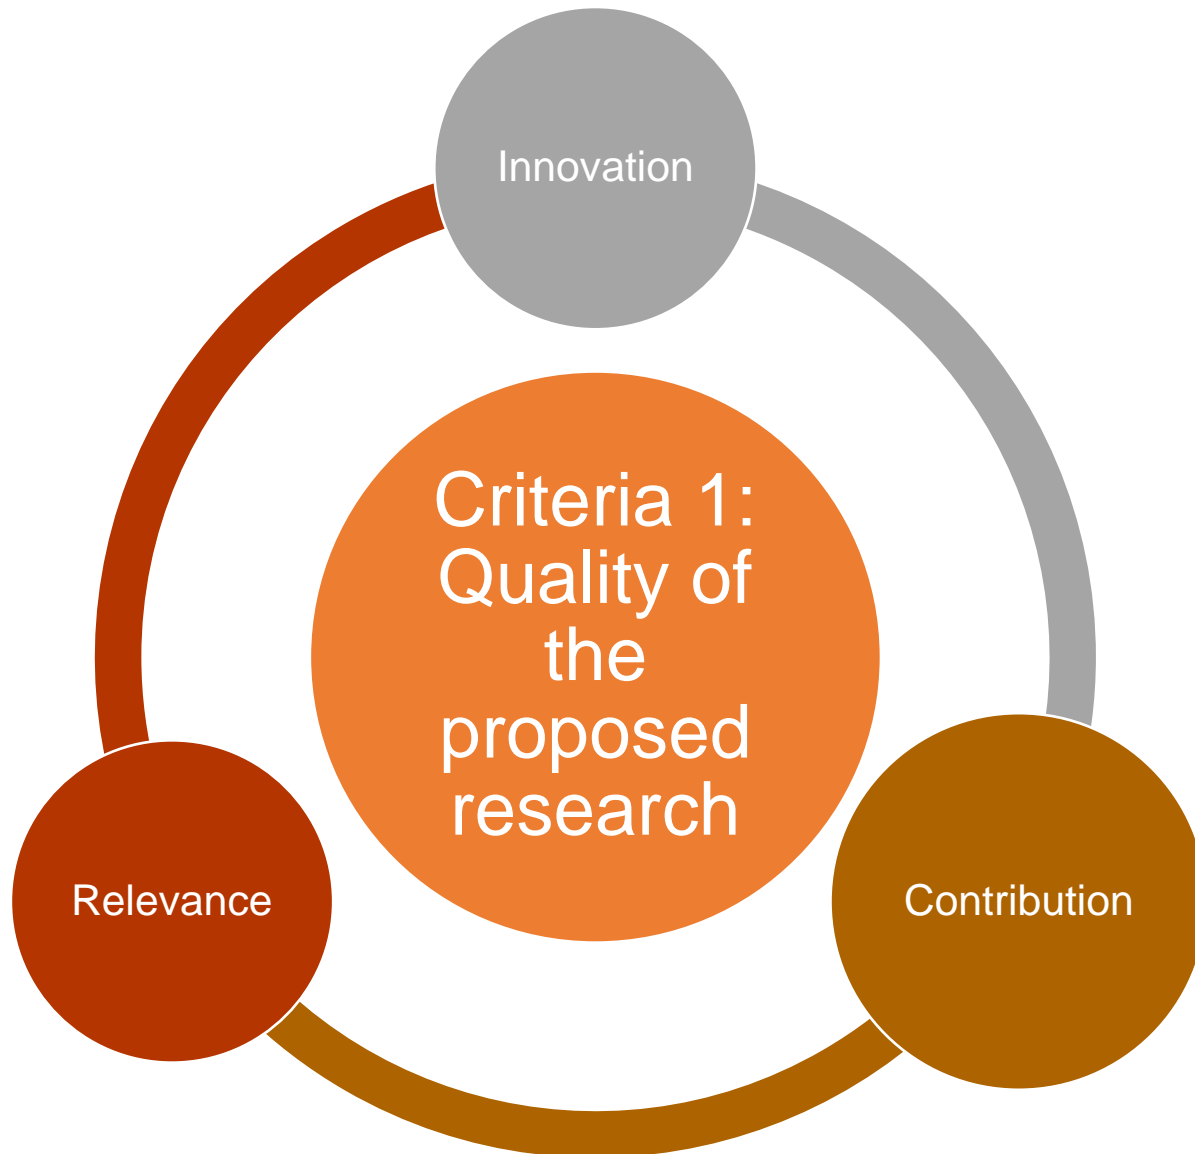 Innovation
Criteria 1:
Quality of
the
proposed
research
Relevance
Contribution